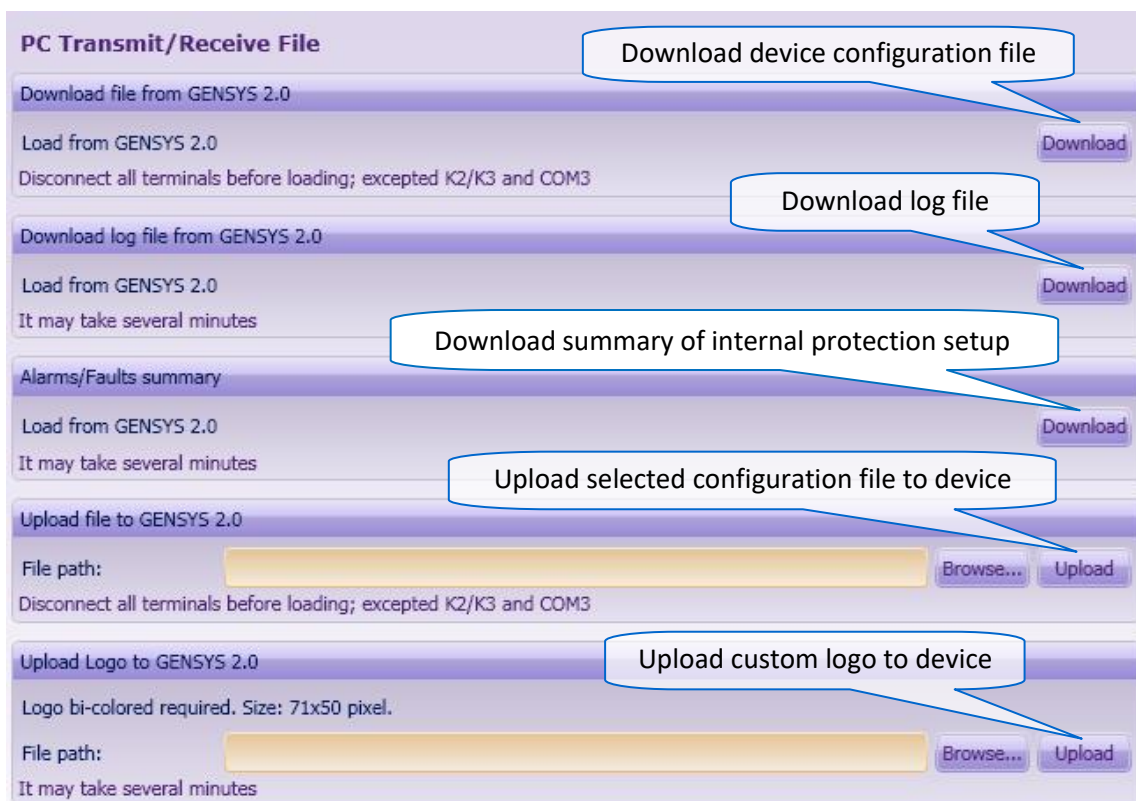 PC Transmit/Receive File
Download device configuration file
Download file from GENSYS 2.0
Load from GENSYS 2.0
Download
Disconnect all terminals before loading; excepted K2/K3 and COM3
Download log file
Download log file from GENSYS 2.0
Load from GENSYS 2.0
Download
It may take several minutes
Download summary of internal protection setup
Alarms/Faults summary
Load from GENSYS 2.0
Download
It may take several minutes
Upload selected configuration file to device
Upload file to GENSYS 2.0
File path:
Browse...
Upload
Disconnect all terminals before loading; excepted K2/K3 and COM3
Upload custom logo to device
Upload Logo to GENSYS 2.0
Logo bi-colored required. Size: 71x50 pixel.
File path:
Browse...
Upload
It may take several minutes